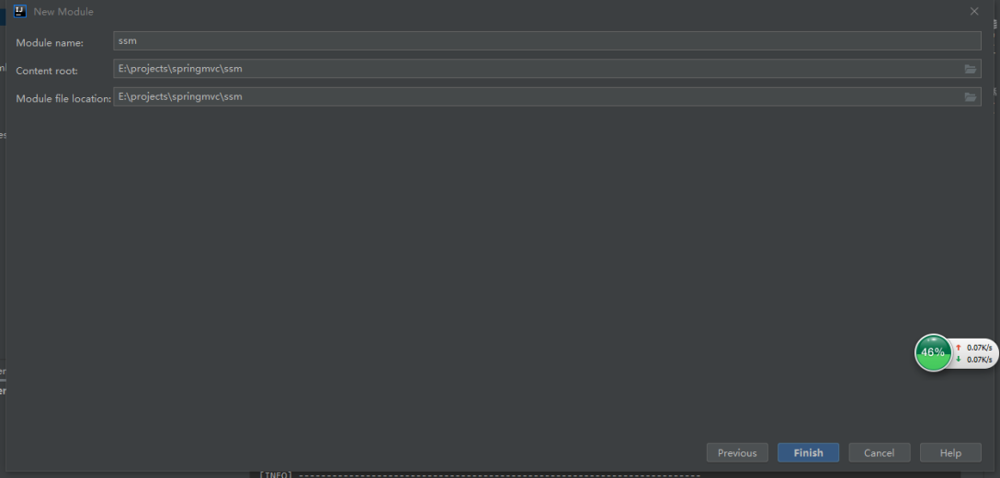 New Module
Module name: ssm
Content root: E:\projects\springmvc\ssm
Module file location: E:\projects\springmvc\ssm
46%
0.07K/s
0.07K/s
Previous
Finish
Cancel
Help
[INFO] ------------------------------------------------------------------------